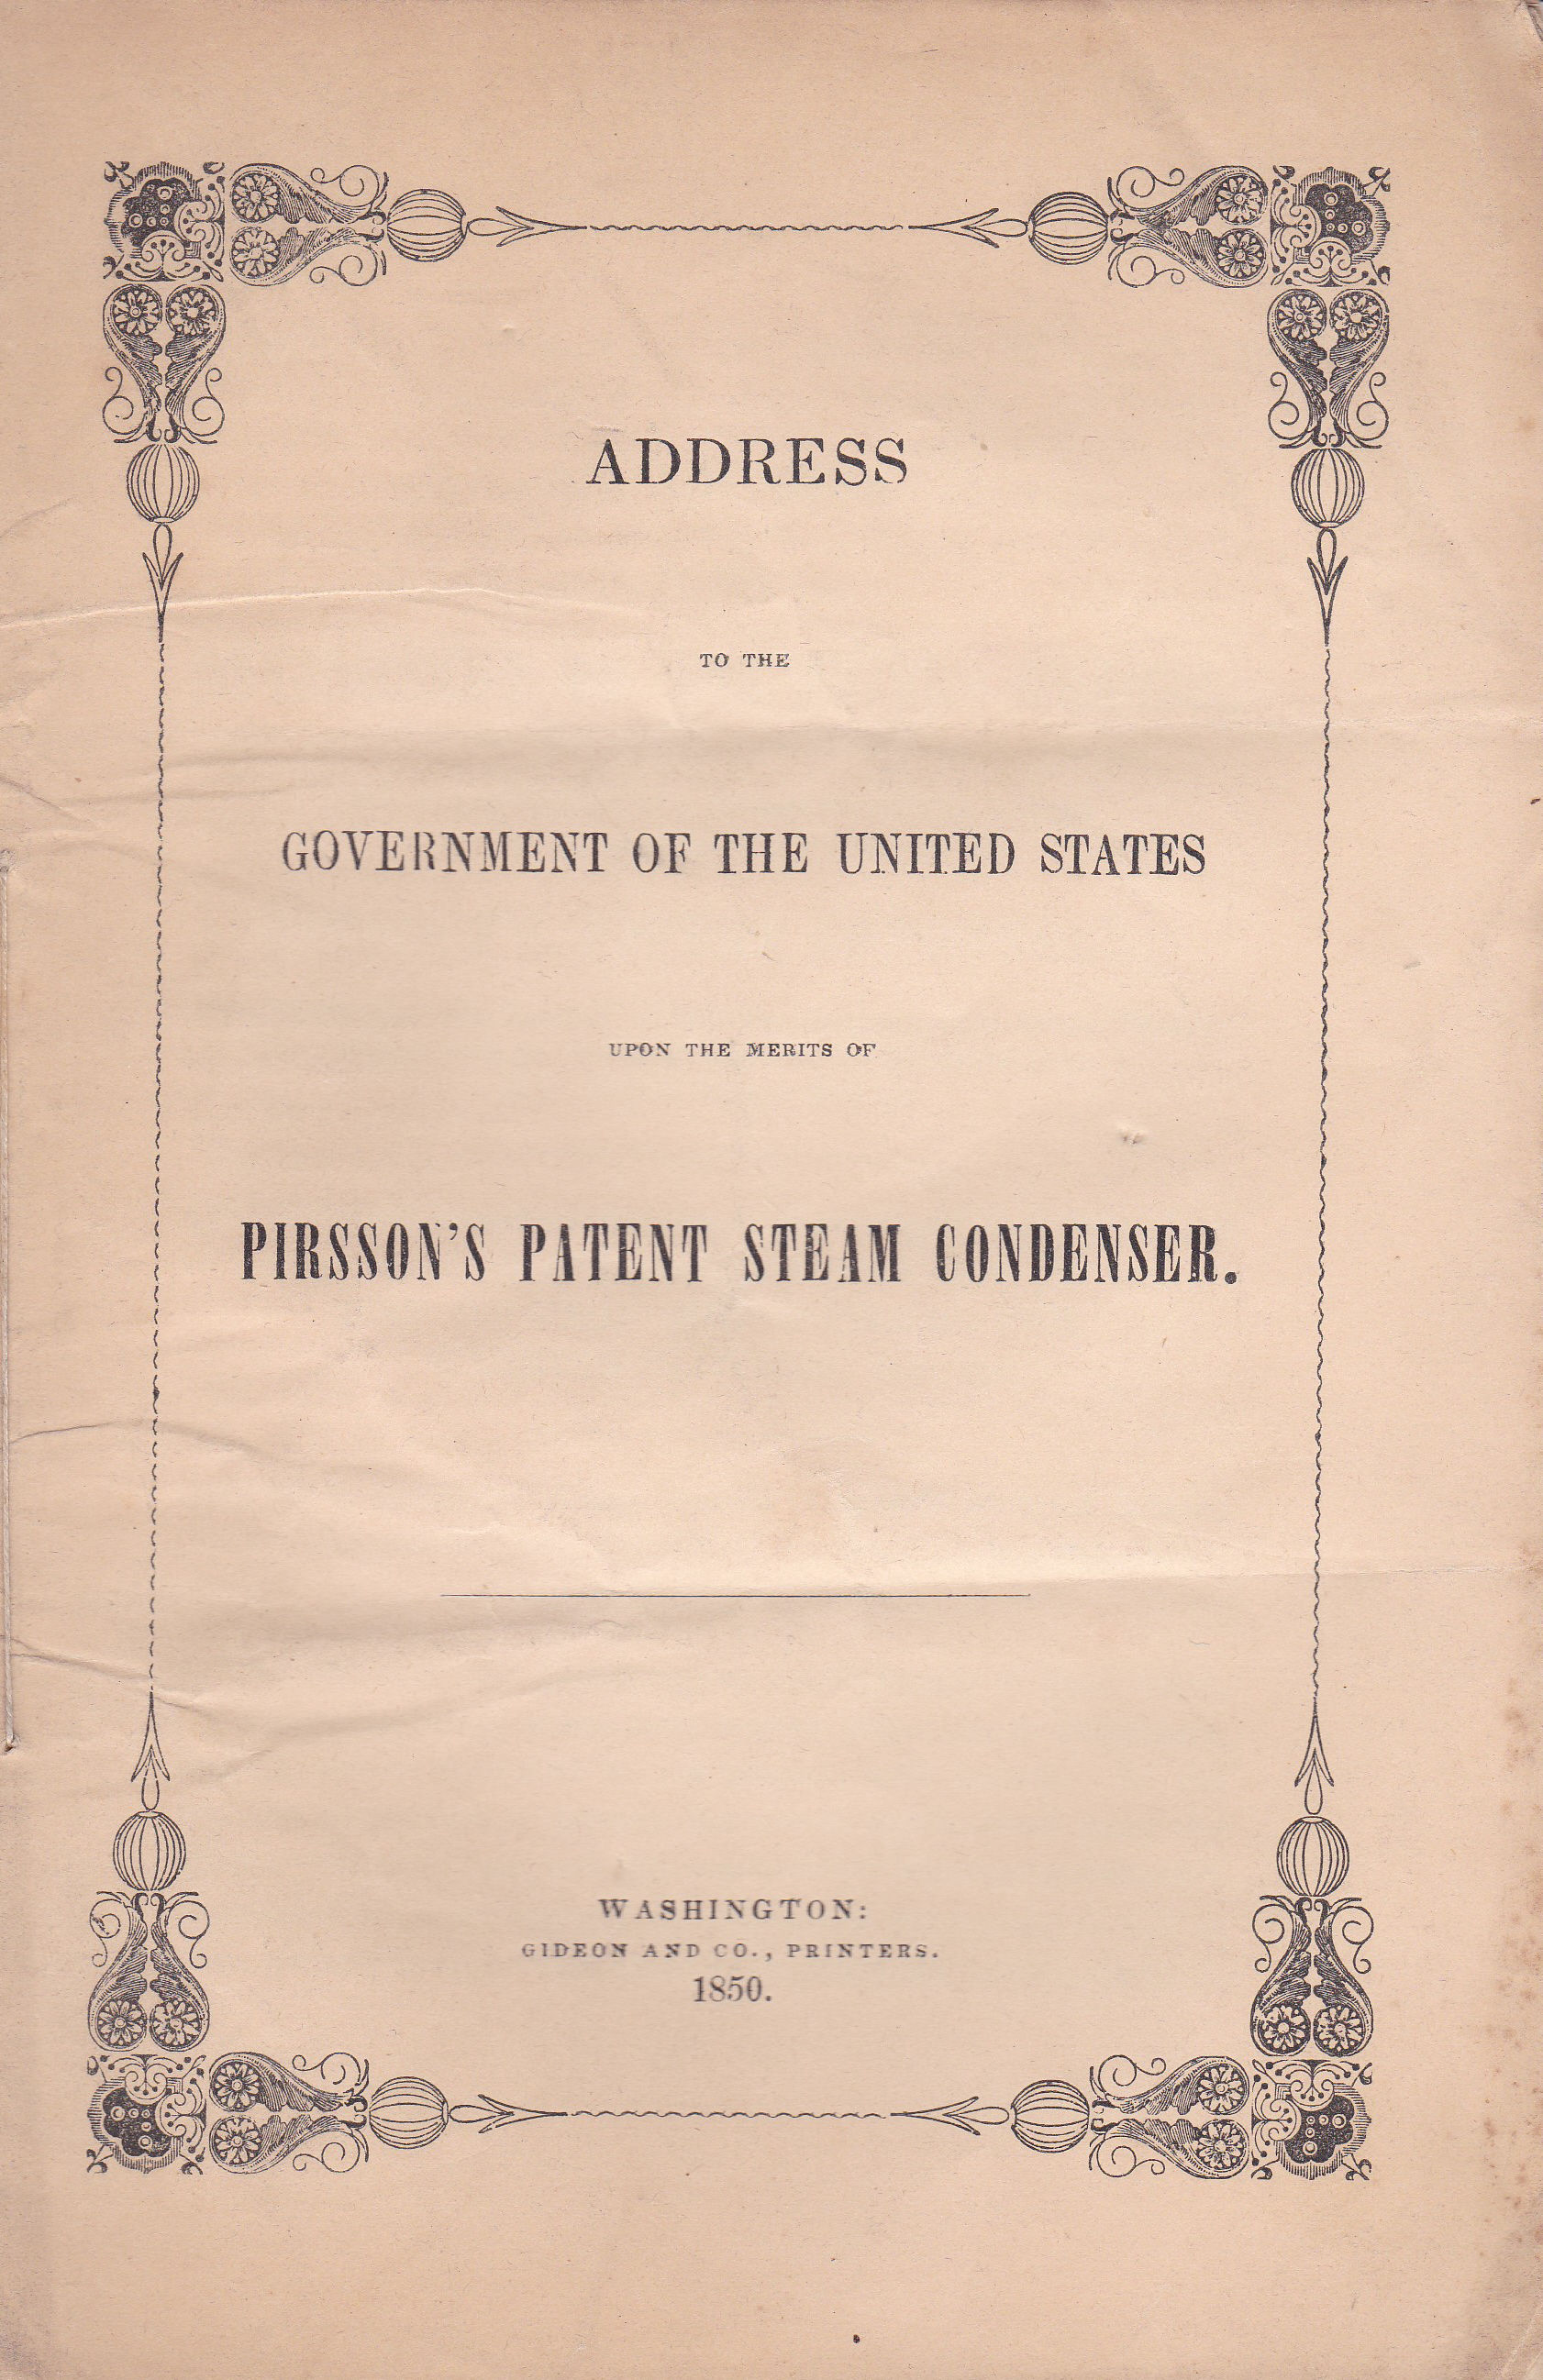 ADDRESS
TO THE
GOVERNMENT OF THE UNITED STATES
UPON THE MERITS OF
PIRSSON'S PATENT STEAM CONDENSER.
WASHINGTON:
GIDEON AND CO., PRINTERS.
1850.